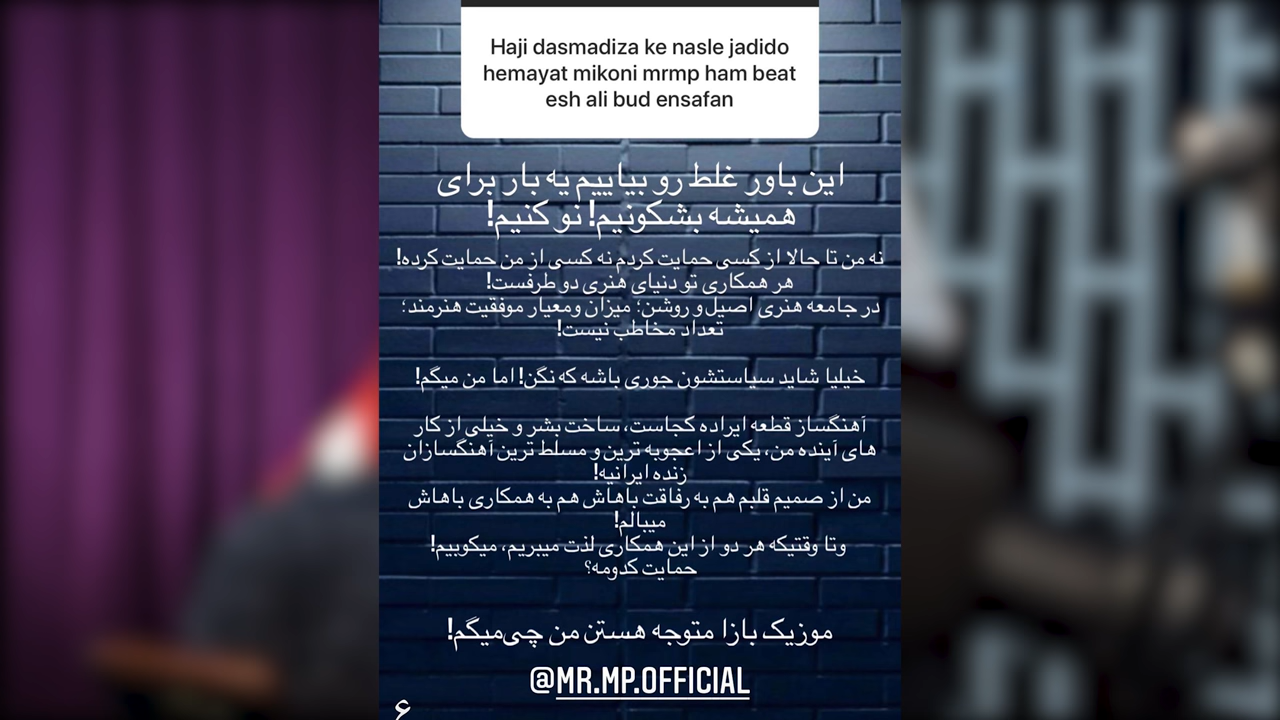 Haji dasmadiza ke nasle jadido
hemayat mikoni mrmp ham beat
esh ali bud ensafan
این باور غلط رو بیاییم یه بار برای
همیشه بشکونیم! نو کنیم!
نه من تا حالا از کسی حمایت کردم نه کسی از من حمایت کرده!
هر همکاری تو دنیای هنری دو طرفست!
در جامعه هنری اصیل و روشن؛ میزان ومعیار موفقیت هنرمند؛
تعداد مخاطب نیست!
خیلیا شاید سیاستشون جوری باشه که نگن! اما من میگم!
آهنگساز قطعه ایراده کجاست، ساخت بشر و خیلی از کار
های آینده من، یکی از اعجوبه ترین و مسلط ترین آهنگسازان
زنده ایرانیه!
من از صمیم قلبم هم به رفاقت باهاش هم به همکاری باهاش
میبالم!
وتا وقتیکه هر دو از این همکاری لذت میبریم، میکوبیم!
حمایت کدومه؟
موزیک بازا متوجه هستن من چی‌میگم!
@MR.MP.OFFICIAL
۶